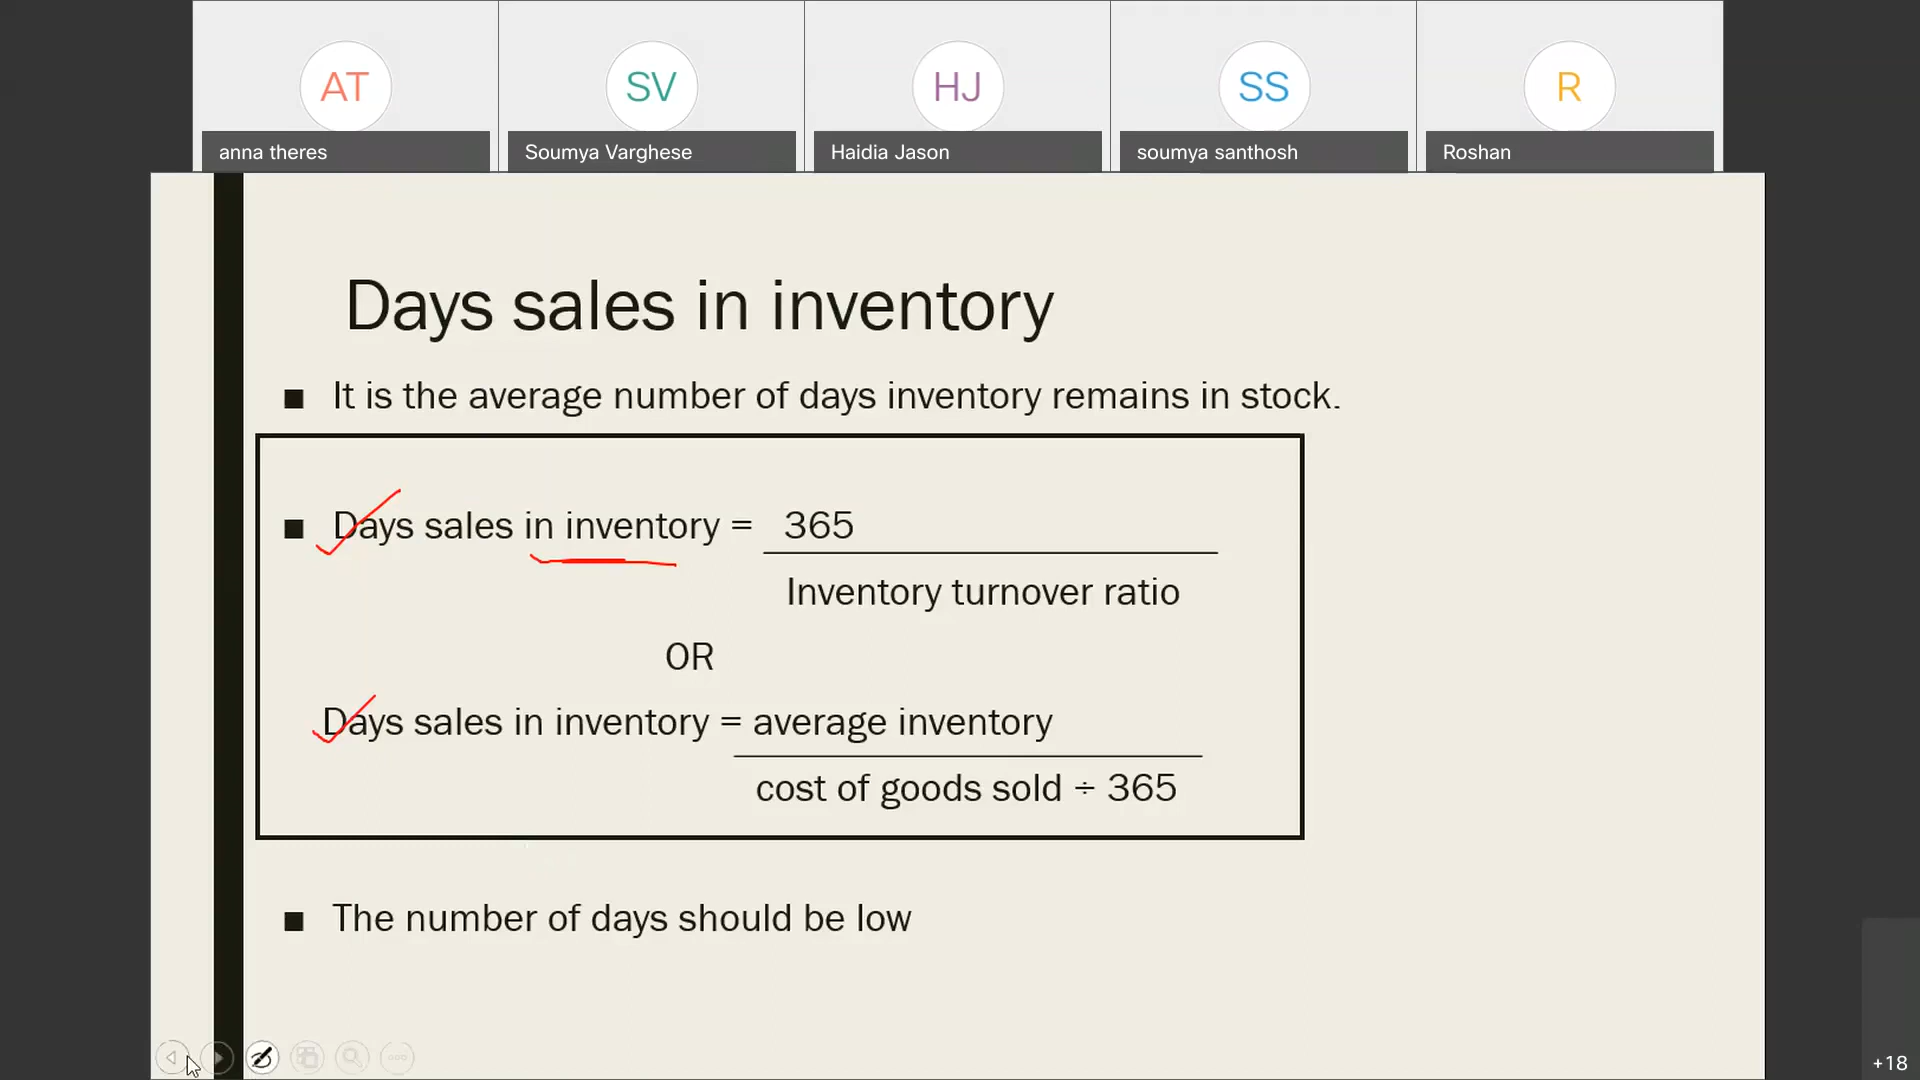 AT
SV
HJ
SS
R
anna theres
Soumya Varghese
Haidia Jason
soumya santhosh
Roshan
Days sales in inventory
■ It is the average number of days inventory remains in stock.
■ Days sales in inventory = 365
Inventory turnover ratio
OR
Days sales in inventory = average inventory
cost of goods sold ÷ 365
■ The number of days should be low
+18